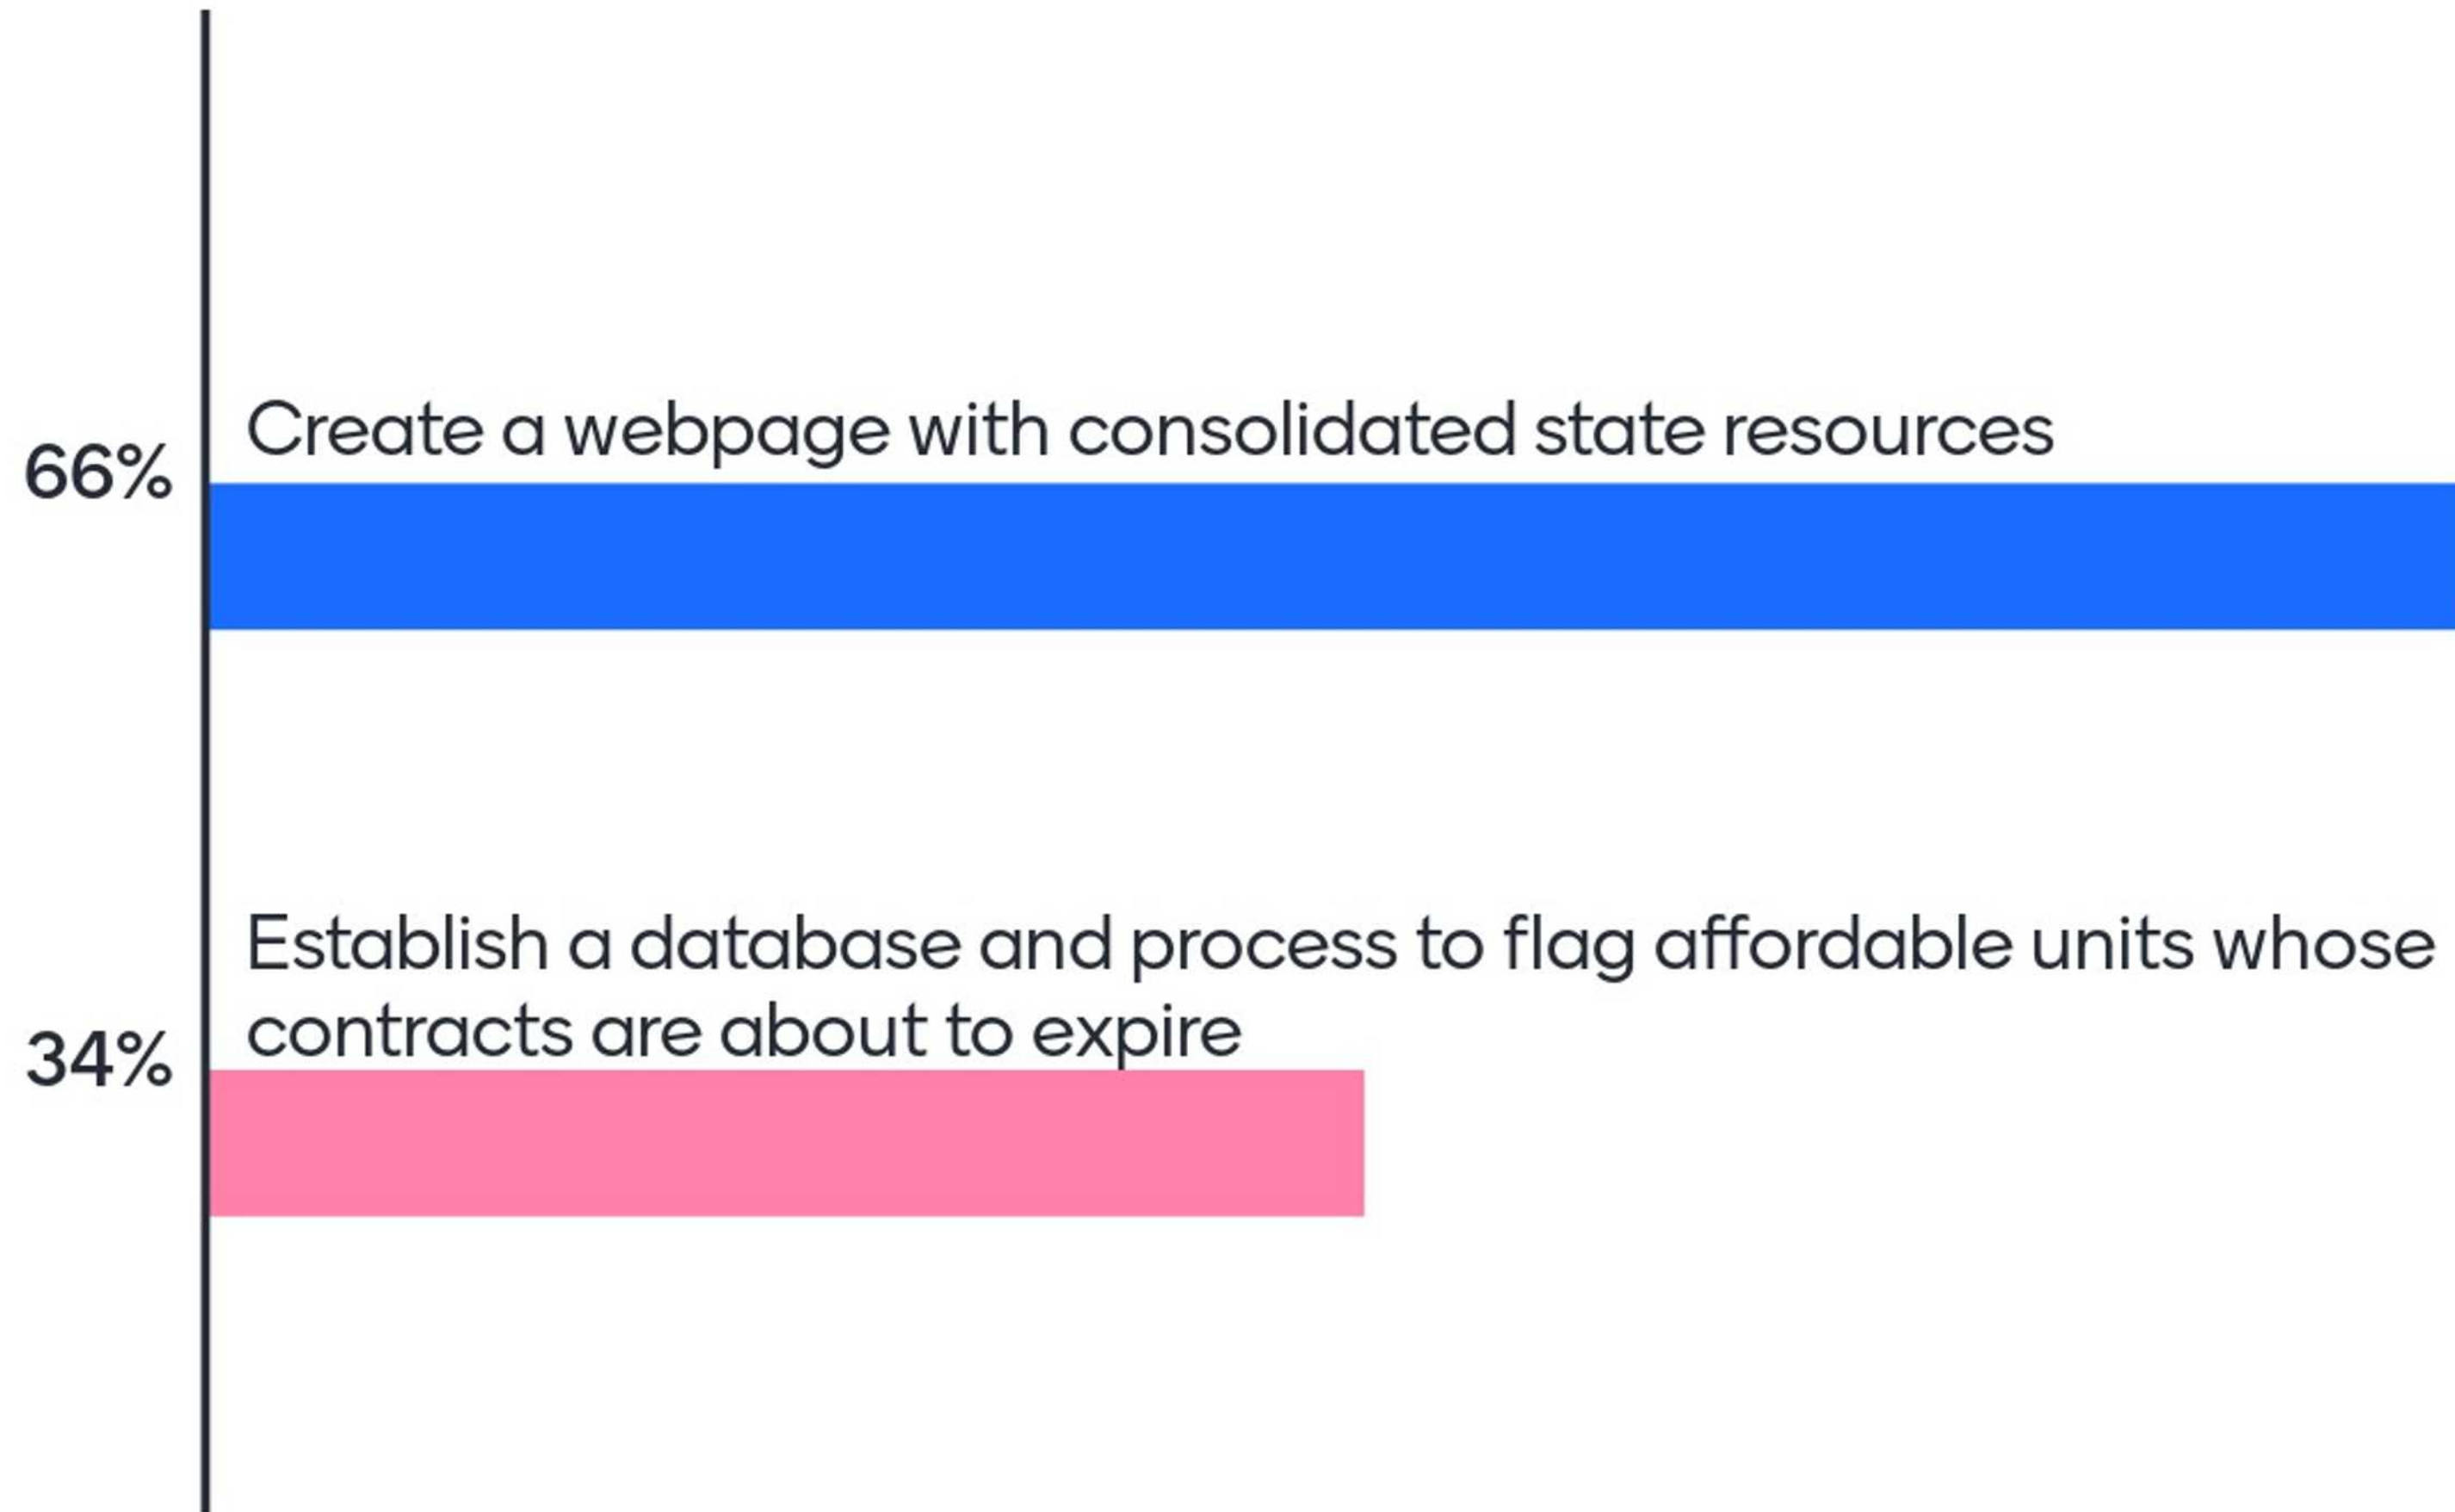 66%
Create a webpage with consolidated state resources
34%
Establish a database and process to flag affordable units whose
contracts are about to expire